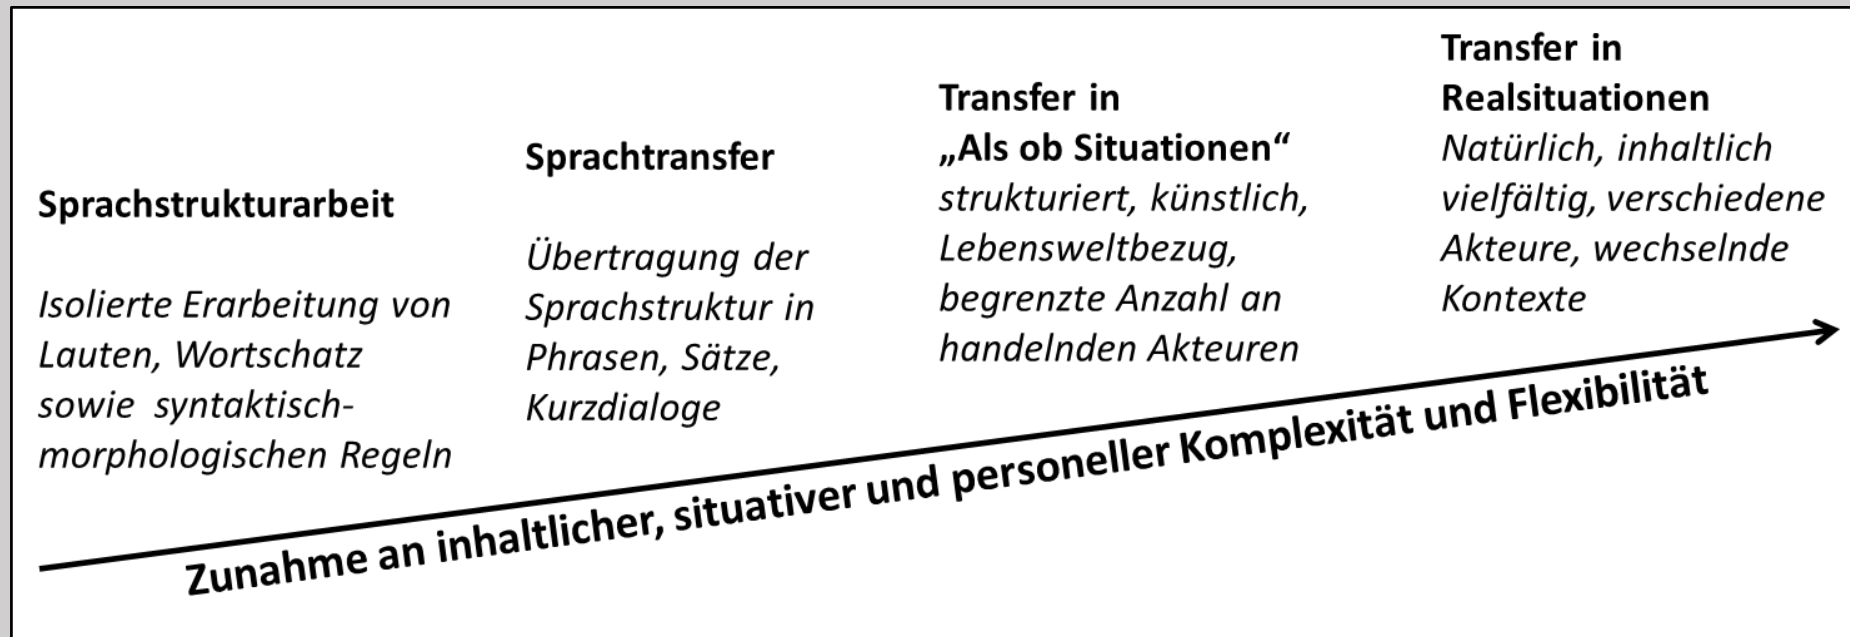 Sprachstrukturarbeit
Isolierte Erarbeitung von
Lauten, Wortschatz
sowie syntaktisch-
morphologischen Regeln
Sprachtransfer
Übertragung der
Sprachstruktur in
Phrasen, Sätze,
Kurzdialoge
Transfer in
„Als ob Situationen“
strukturiert, künstlich,
Lebensweltbezug,
begrenzte Anzahl an
handelnden Akteuren
Transfer in
Realsituationen
Natürlich, inhaltlich
vielfältig, verschiedene
Akteure, wechselnde
Kontexte
Zunahme an inhaltlicher, situativer und personeller Komplexität und Flexibilität